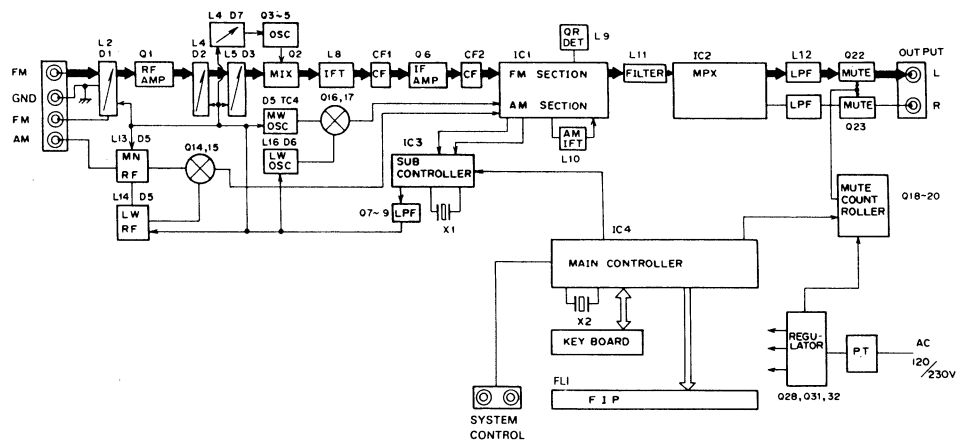 L4 D7
Q3~5
OSC
L2
D1
Q1
RF
AMP
L4
D2
L5 D3
Q2
MIX
L8
IFT
CF1
CF
Q6
IF
AMP
CF2
CF
IC1
FM SECTION
AM SECTION
QR
DET
L9
L11
FILTER
IC2
MPX
L12
LPF
Q22
MUTE
OUTPUT
L
LPF
MUTE
R
Q23
FM
GND
FM
AM
D5 TC4
MW
OSC
Q16,17
L16 D6
LW
OSC
AM
IFT
L10
L13 D5
MN
RF
Q14,15
L14 D5
LW
RF
IC3
SUB
CONTROLLER
Q7~9
LPF
X1
MUTE
COUNT
ROLLER
Q18-20
IC4
MAIN CONTROLLER
X2
KEY BOARD
REGU-
LATOR
P.T
AC
120/230V
Q28,Q31,32
FL1
FIP
SYSTEM
CONTROL